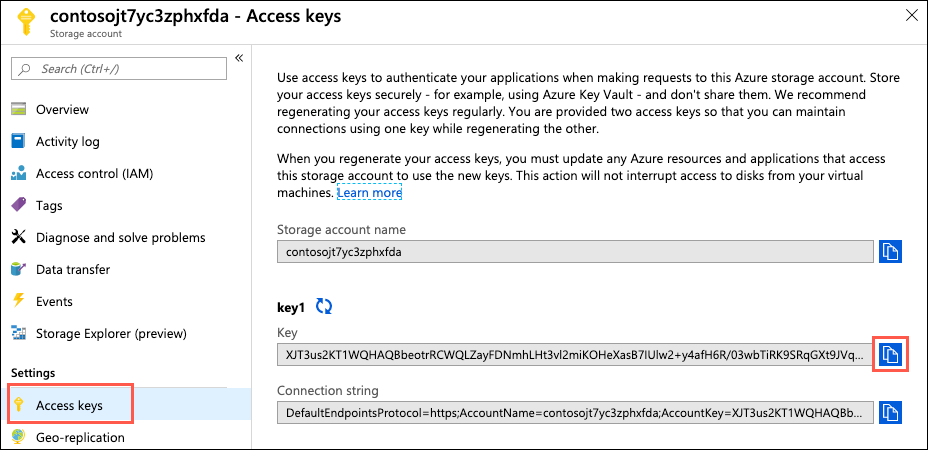 contosojt7yc3zphxfda - Access keys
Storage account
Search (Ctrl+/)
Overview
Activity log
Access control (IAM)
Tags
Diagnose and solve problems
Data transfer
Events
Storage Explorer (preview)
Settings
Access keys
Geo-replication
Use access keys to authenticate your applications when making requests to this Azure storage account. Store
your access keys securely - for example, using Azure Key Vault - and don't share them. We recommend
regenerating your access keys regularly. You are provided two access keys so that you can maintain
connections using one key while regenerating the other.
When you regenerate your access keys, you must update any Azure resources and applications that access
this storage account to use the new keys. This action will not interrupt access to disks from your virtual
machines. Learn more
Storage account name
contosojt7yc3zphxfda
key1
Key
XJT3us2KT1WQHAQBbeotrRCWQLZayFDNmhLHt3vl2miKOHeXasB7IUlw2+y4afH6R/03wbTiRK9SRqGXt9JVq...
Connection string
DefaultEndpointsProtocol=https;AccountName=contosojt7yc3zphxfda;AccountKey=XJT3us2KT1WQHAQBb...